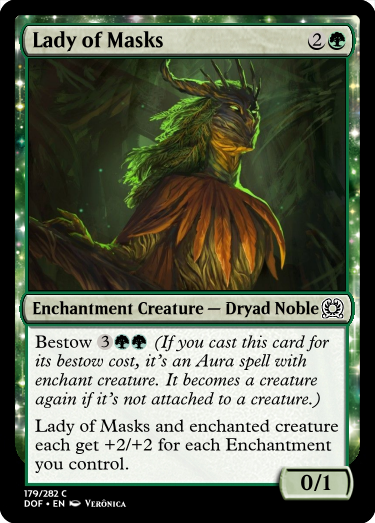 Lady of Masks 2
Enchantment Creature — Dryad Noble
Bestow 3 (If you cast this card for
its bestow cost, it's an Aura spell with
enchant creature. It becomes a creature
again if it's not attached to a creature.)
Lady of Masks and enchanted creature
each get +2/+2 for each Enchantment
you control.
0/1
179/282 C
DOF • EN Verónica